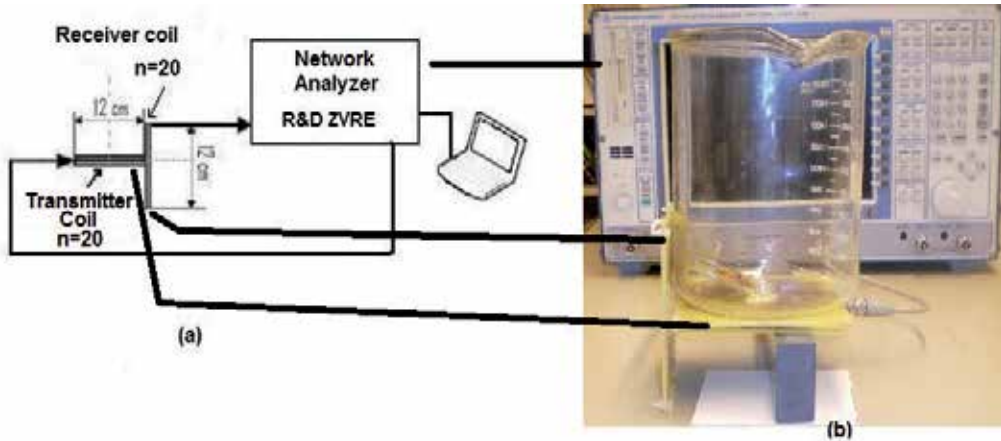 Receiver coil
n=20
12 cm
12 cm
Network
Analyzer
R&D ZVRE
Transmitter
Coil
n=20
(a)
(b)